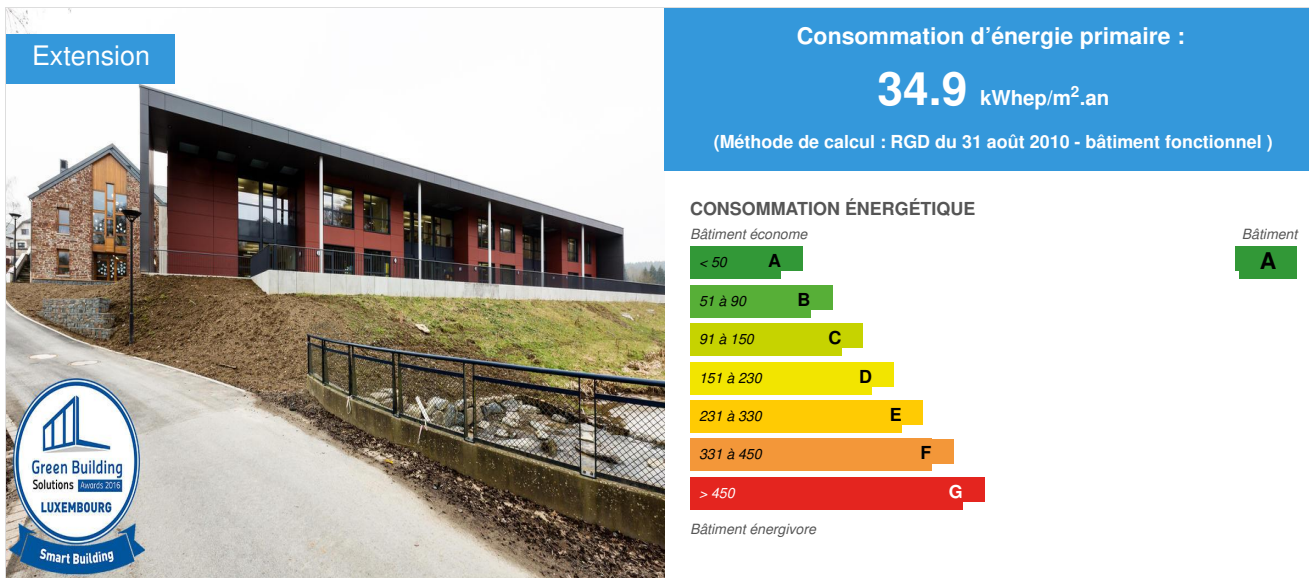 Extension
Green Building
Solutions Awards 2016
LUXEMBOURG
Smart Building
Consommation d'énergie primaire :
34.9 kWhep/m².an
(Méthode de calcul : RGD du 31 août 2010 - bâtiment fonctionnel )
CONSOMMATION ÉNERGÉTIQUE
Bâtiment économe
Bâtiment
< 50 A
A
51 à 90 B
91 à 150 C
151 à 230 D
231 à 330 E
331 à 450 F
> 450 G
Bâtiment énergivore